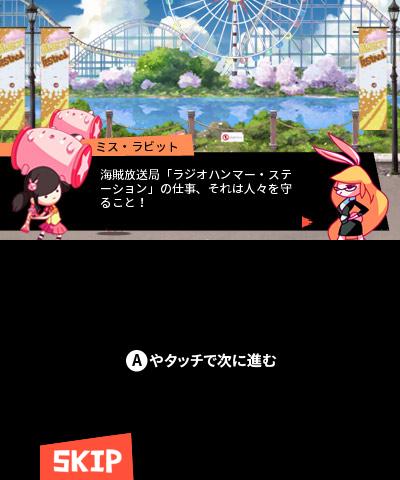 ミス・ラビット
海賊放送局「ラジオハンマー・ステ
ーション」の仕事、それは人々を守
ること！
Aやタッチで次に進む
SKIP